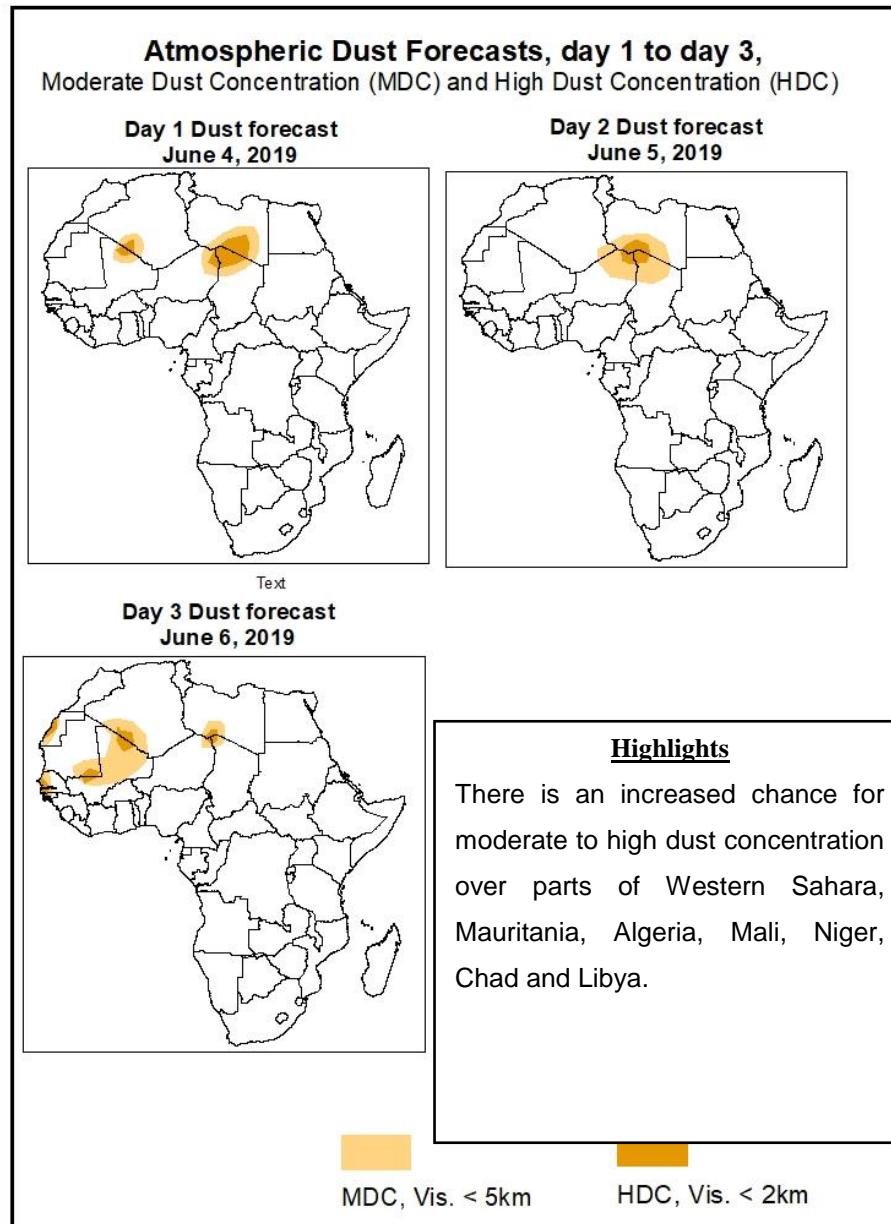 Atmospheric Dust Forecasts, day 1 to day 3,
Moderate Dust Concentration (MDC) and High Dust Concentration (HDC)
Day 1 Dust forecast
June 4, 2019
Day 2 Dust forecast
June 5, 2019
Text
Day 3 Dust forecast
June 6, 2019
Highlights
There is an increased chance for
moderate to high dust concentration
over parts of Western Sahara,
Mauritania, Algeria, Mali, Niger,
Chad and Libya.
MDC, Vis. < 5km
HDC, Vis. < 2km